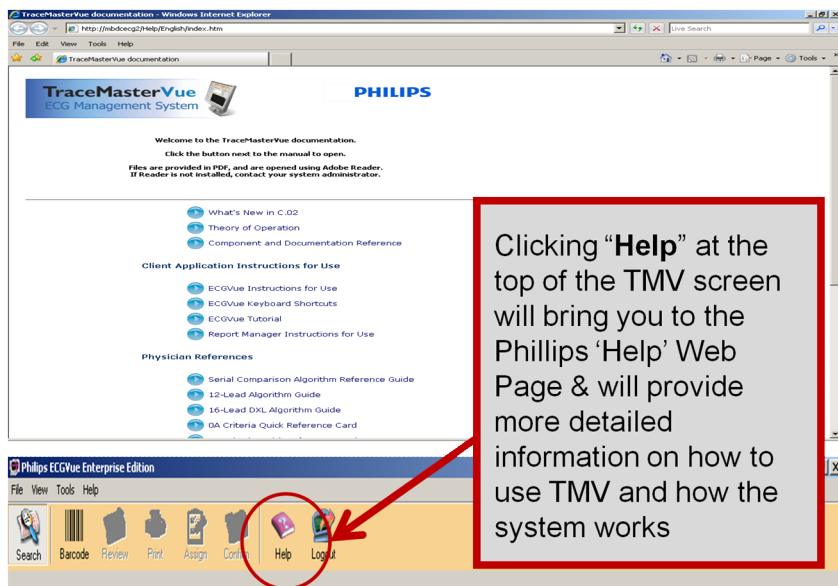 TraceMasterVue documentation - Windows Internet Explorer
http://mbdcecg2/Help/English/index.htm
Live Search
File Edit View Tools Help
TraceMasterVue documentation
Page Tools
TraceMasterVue
ECG Management System
PHILIPS
Welcome to the TraceMasterVue documentation.
Click the button next to the manual to open.
Files are provided in PDF, and are opened using Adobe Reader.
If Reader is not installed, contact your system administrator.
What's New in C.02
Theory of Operation
Component and Documentation Reference
Client Application Instructions for Use
ECGVue Instructions for Use
ECGVue Keyboard Shortcuts
ECGVue Tutorial
Report Manager Instructions for Use
Physician References
Serial Comparison Algorithm Reference Guide
12-Lead Algorithm Guide
16-Lead DXL Algorithm Guide
0A Criteria Quick Reference Card
Clicking “Help” at the
top of the TMV screen
will bring you to the
Phillips ‘Help’ Web
Page & will provide
more detailed
information on how to
use TMV and how the
system works
Philips ECGVue Enterprise Edition
File View Tools Help
Search Barcode Review Print Assign Confirm Help Logout